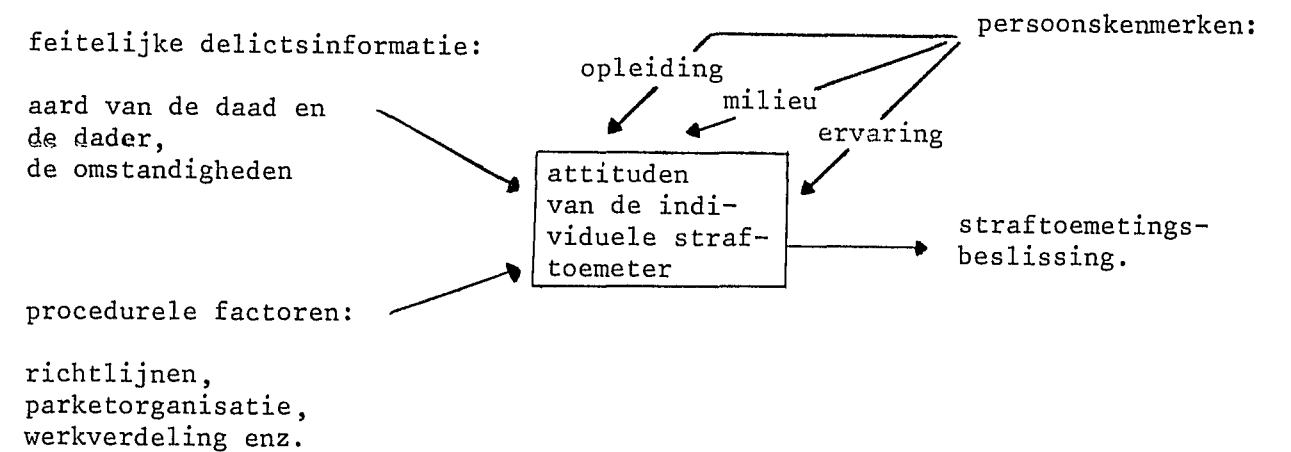 feitelijke delictsinformatie:
aard van de daad en
de dader,
de omstandigheden
procedurele factoren:
richtlijnen,
parketorganisatie,
werkverdeling enz.
persoonskenmerken:
opleiding
milieu
ervaring
attituden
van de indi-
viduele straf-
toemeter
straftoemetings-
beslissing.